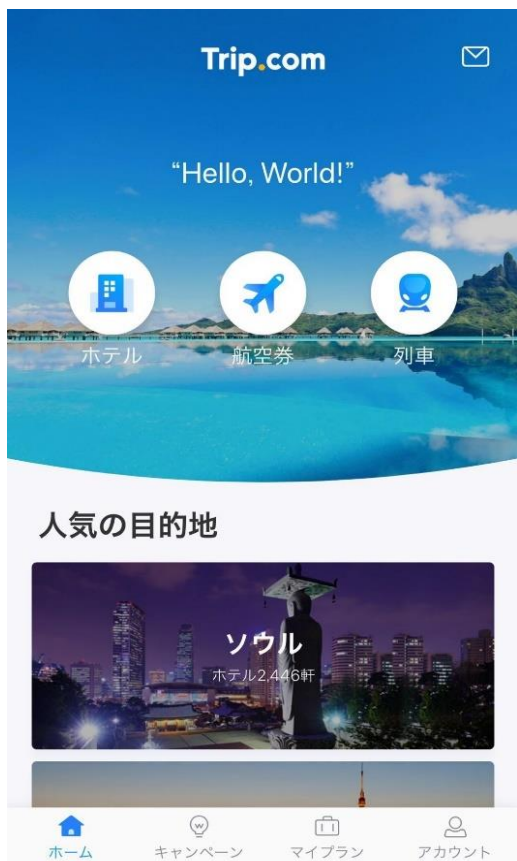 Trip.com
“Hello, World!”
ホテル 航空券 列車
人気の目的地
ソウル
ホテル2,446軒
ホーム キャンペーン マイプラン アカウント